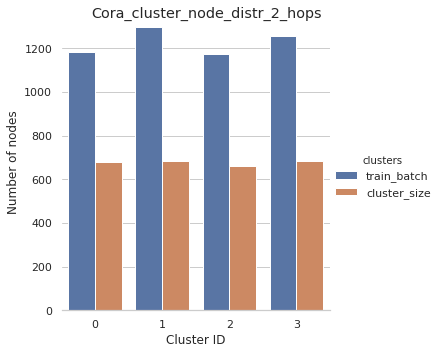 Cora_cluster_node_distr_2_hops
1200
1000
800
600
400
200
0
Number of nodes
0 1 2 3
Cluster ID
clusters
train_batch
cluster_size